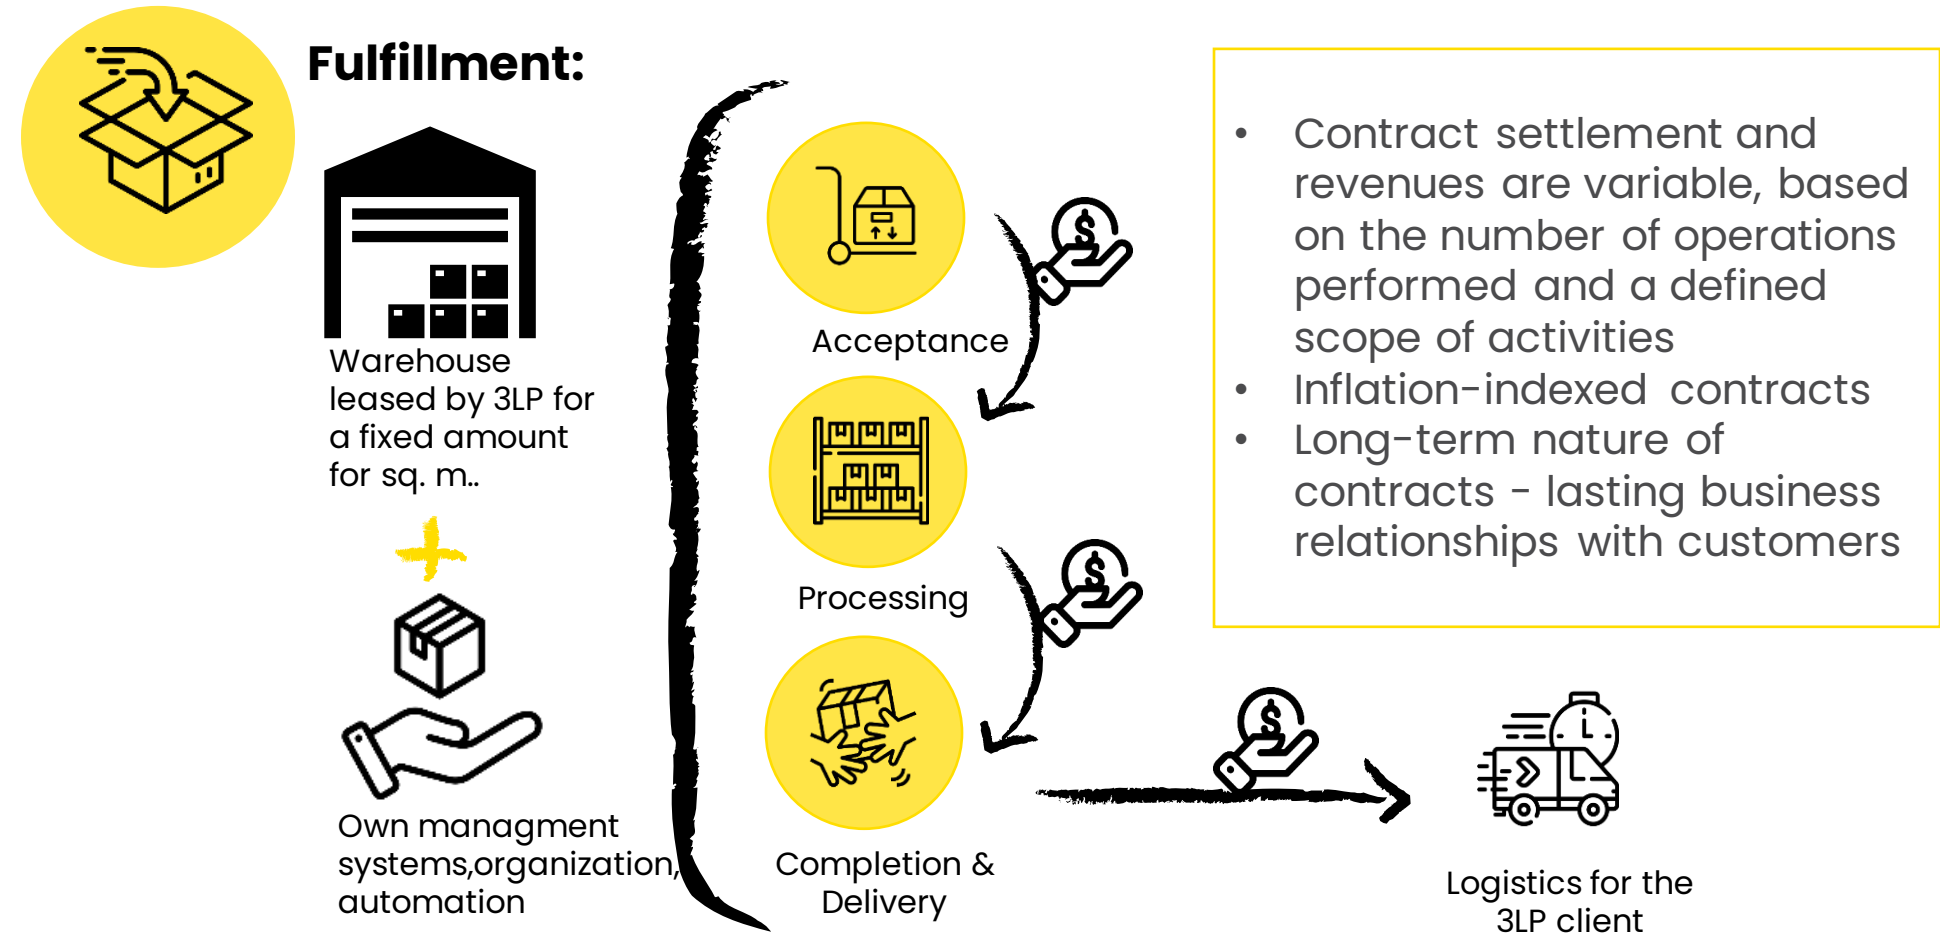 Fulfillment:
Warehouse
leased by 3LP for
a fixed amount
for sq. m..
Own managment
systems,organization,
automation
Acceptance
Processing
Completion &
Delivery
• Contract settlement and
revenues are variable, based
on the number of operations
performed and a defined
scope of activities
• Inflation-indexed contracts
• Long-term nature of
contracts - lasting business
relationships with customers
Logistics for the
3LP client